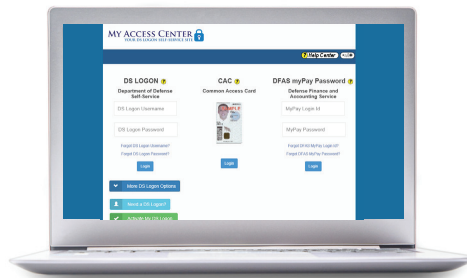 MY ACCESS CENTER
YOUR DS LOGON SELF-SERVICE SITE
? Help Center
DS LOGON ?
Department of Defense
Self-Service
DS Logon Username
DS Logon Password
Forgot DS Logon Username?
Forgot DS Logon Password?
Login
More DS Logon Options
Need a DS Logon?
Activate My DS Logon
CAC ?
Common Access Card
Login
DFAS myPay Password ?
Defense Finance and
Accounting Service
MyPay Login Id
MyPay Password
Forgot DFAS MyPay Login Id?
Forgot DFAS MyPay Password?
Login